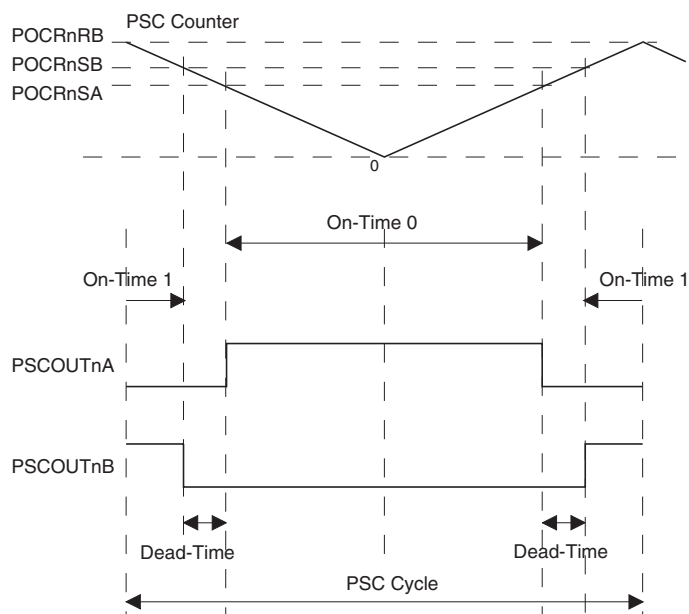 PSC Counter
POCRnRB
POCRnSB
POCRnSA
0
On-Time 0
On-Time 1
On-Time 1
PSCOUTnA
PSCOUTnB
Dead-Time
Dead-Time
PSC Cycle